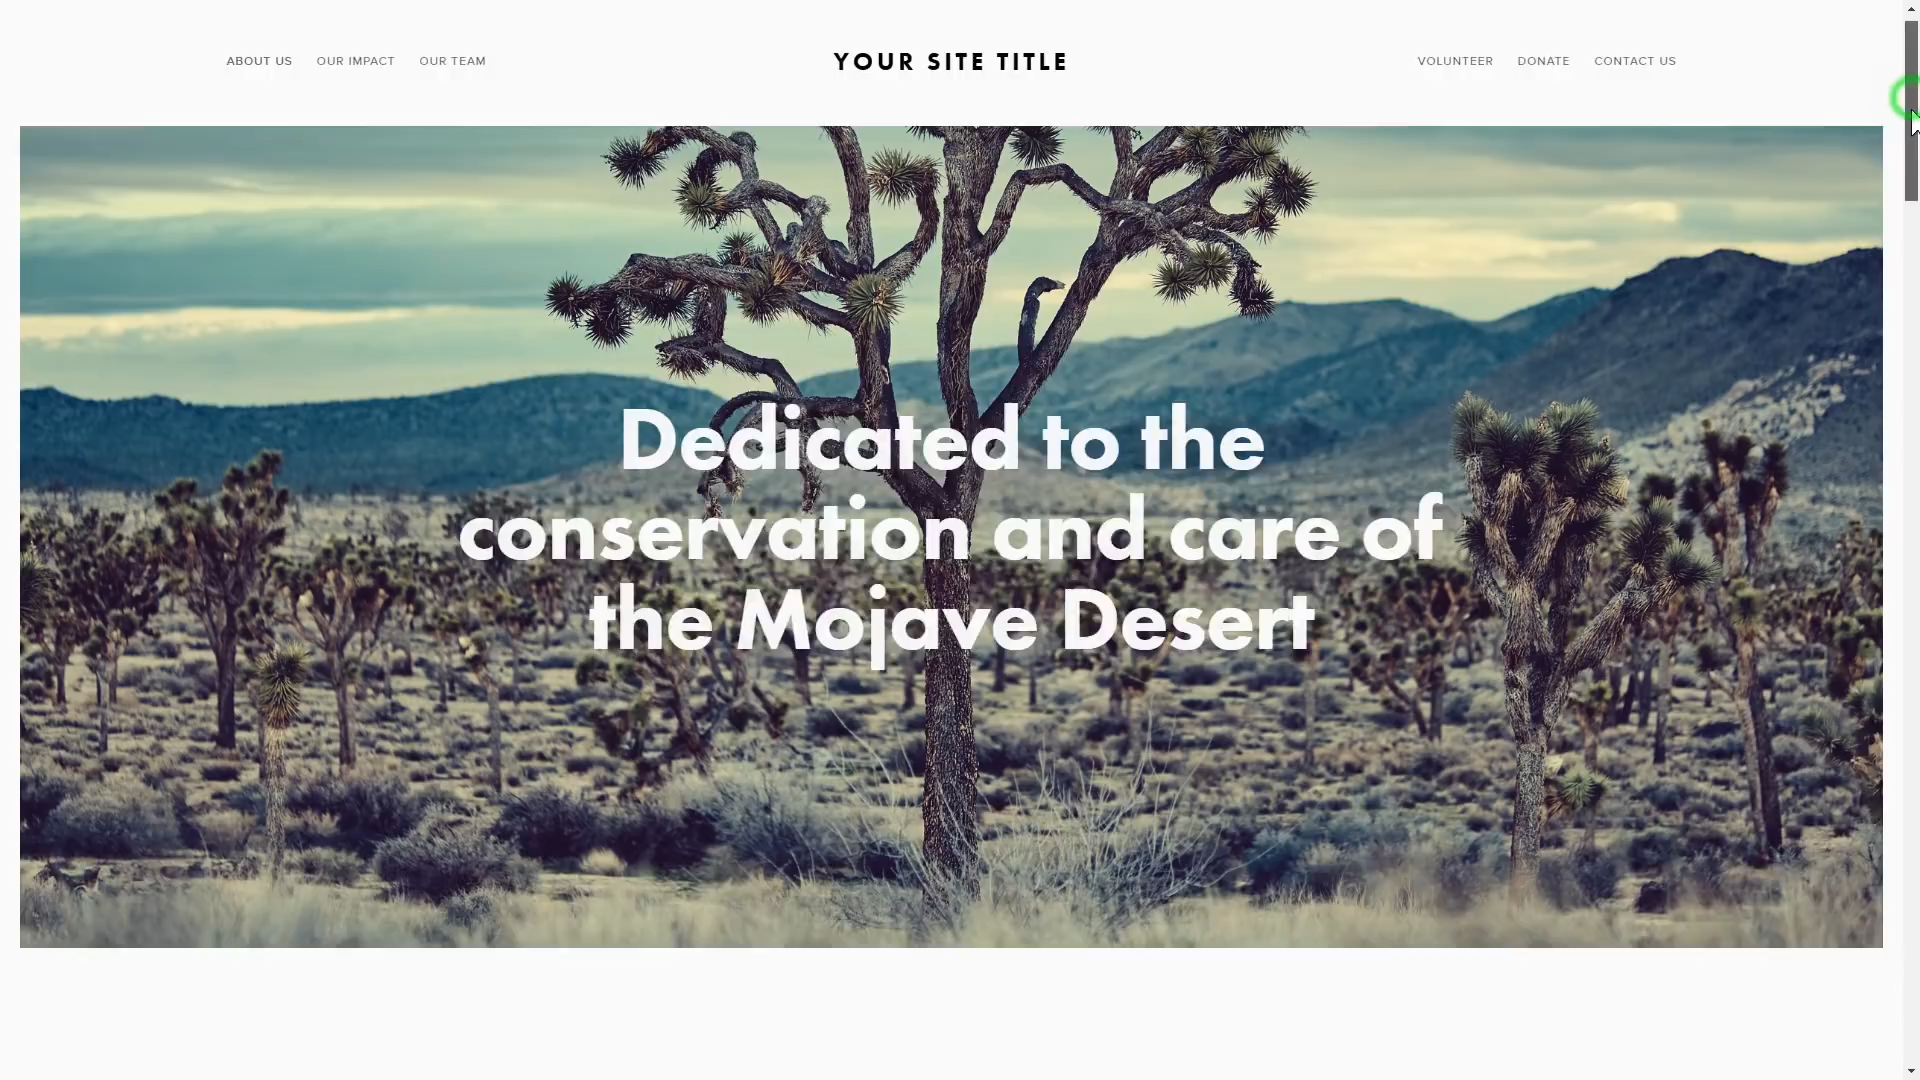 ABOUT US OUR IMPACT OUR TEAM YOUR SITE TITLE VOLUNTEER DONATE CONTACT US
Dedicated to the
conservation and care of
the Mojave Desert